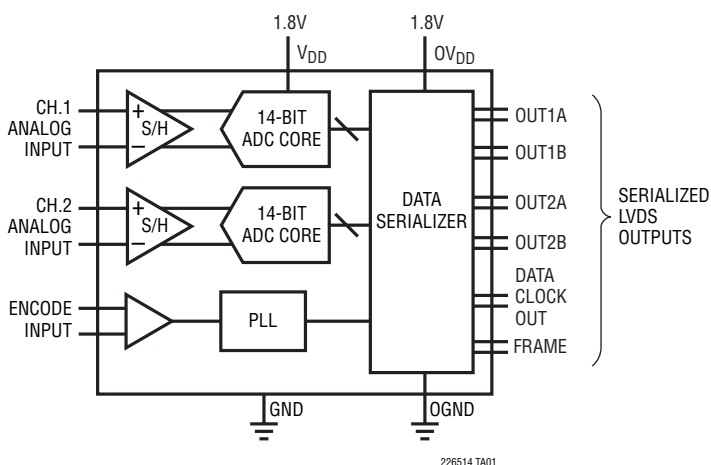 1.8V
1.8V
VDD
OVDD
CH.1
ANALOG
INPUT
+
S/H
−
14-BIT
ADC CORE
OUT1A
OUT1B
CH.2
ANALOG
INPUT
+
S/H
−
14-BIT
ADC CORE
DATA
SERIALIZER
OUT2A
OUT2B
SERIALIZED
LVDS
OUTPUTS
ENCODE
INPUT
PLL
DATA
CLOCK
OUT
FRAME
GND
OGND
226514 TA01